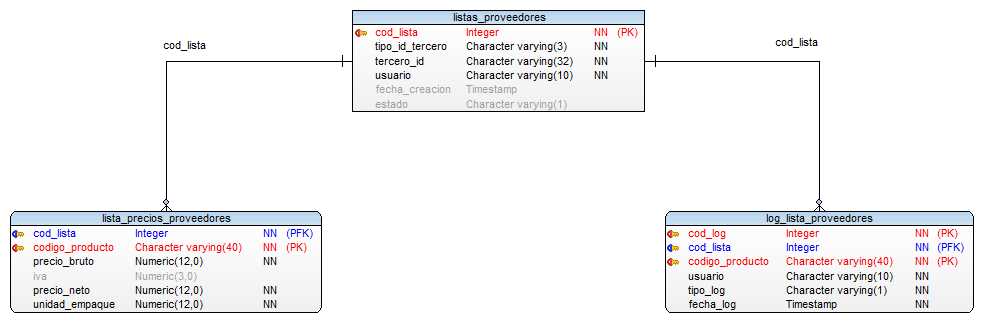 listas_proveedores
cod_lista Integer NN (PK)
tipo_id_tercero Character varying(3) NN
tercero_id Character varying(32) NN
usuario Character varying(10) NN
fecha_creacion Timestamp
estado Character varying(1)
cod_lista
cod_lista
lista_precios_proveedores
cod_lista Integer NN (PFK)
codigo_producto Character varying(40) NN (PK)
precio_bruto Numeric(12,0) NN
iva Numeric(3,0)
precio_neto Numeric(12,0) NN
unidad_empaque Numeric(12,0) NN
log_lista_proveedores
cod_log Integer NN (PK)
cod_lista Integer NN (PFK)
codigo_producto Character varying(40) NN (PK)
usuario Character varying(10) NN
tipo_log Character varying(1) NN
fecha_log Timestamp NN